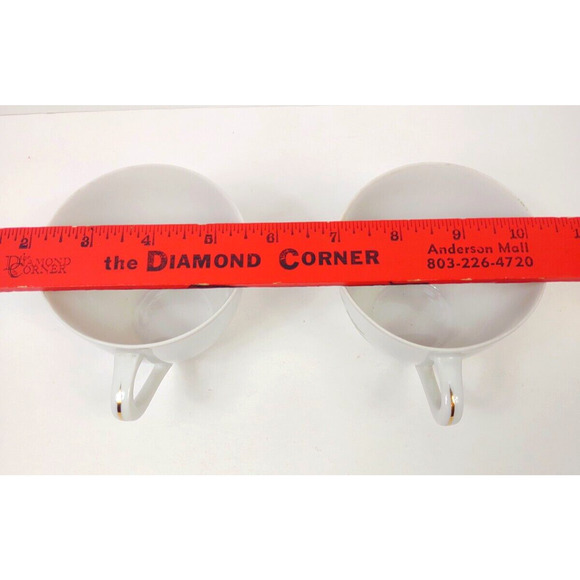 2 3 4 5 6 7 8 9 10
the DIAMOND CORNER
the DIAMOND CORNER
Anderson Mall
803-226-4720